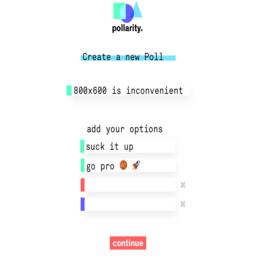 pollarity.
Create a new Poll
800x600 is inconvenient
add your options
suck it up
go pro 🍪 🚀
x
x
continue